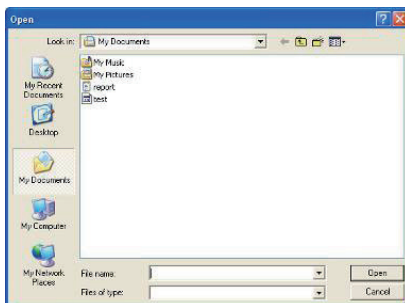 Open
Look in:
My Documents
My Music
My Pictures
report
test
My Recent
Documents
Desktop
My Documents
My Computer
My Network
Places
File name:
Open
Files of type:
Cancel